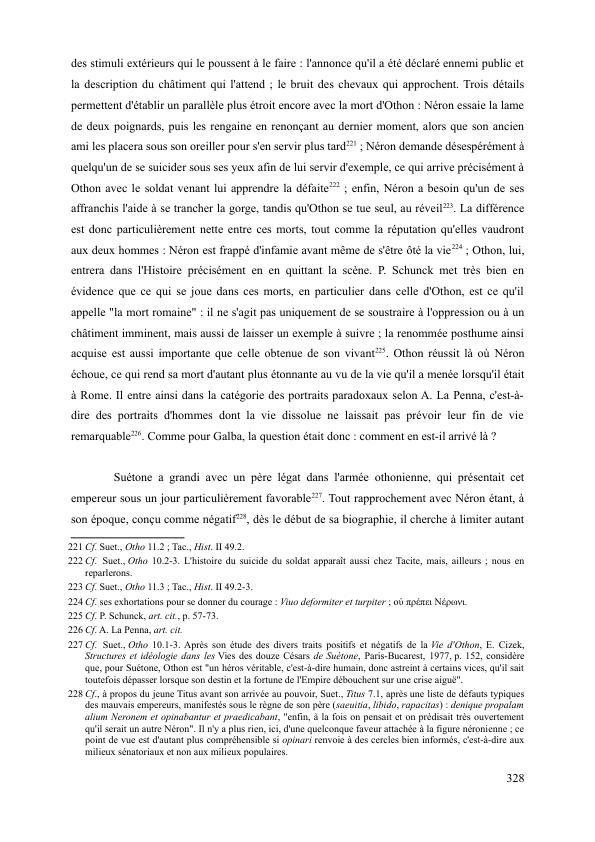 des stimuli extérieurs qui le poussent à le faire : l'annonce qu'il a été déclaré ennemi public et
la description du châtiment qui l'attend ; le bruit des chevaux qui approchent. Trois détails
permettent d'établir un parallèle plus étroit encore avec la mort d'Othon : Néron essaie la lame
de deux poignards, puis les rengaine en renonçant au dernier moment, alors que son ancien
ami les placera sous son oreiller pour s'en servir plus tard221 ; Néron demande désespérément à
quelqu'un de se suicider sous ses yeux afin de lui servir d'exemple, ce qui arrive précisément à
Othon avec le soldat venant lui apprendre la défaite222 ; enfin, Néron a besoin qu'un de ses
affranchis l'aide à se trancher la gorge, tandis qu'Othon se tue seul, au réveil223. La différence
est donc particulièrement nette entre ces morts, tout comme la réputation qu'elles vaudront
aux deux hommes : Néron est frappé d'infamie avant même de s'être ôté la vie224 ; Othon, lui,
entrera dans l'Histoire précisément en en quittant la scène. P. Schunck met très bien en
évidence que ce qui se joue dans ces morts, en particulier dans celle d'Othon, est ce qu'il
appelle "la mort romaine" : il ne s'agit pas uniquement de se soustraire à l'oppression ou à un
châtiment imminent, mais aussi de laisser un exemple à suivre ; la renommée posthume ainsi
acquise est aussi importante que celle obtenue de son vivant225. Othon réussit là où Néron
échoue, ce qui rend sa mort d'autant plus étonnante au vu de la vie qu'il a menée lorsqu'il était
à Rome. Il entre ainsi dans la catégorie des portraits paradoxaux selon A. La Penna, c'est-à-
dire des portraits d'hommes dont la vie dissolue ne laissait pas prévoir leur fin de vie
remarquable226. Comme pour Galba, la question était donc : comment en est-il arrivé là ?
Suétone a grandi avec un père légat dans l'armée othonienne, qui présentait cet
empereur sous un jour particulièrement favorable227. Tout rapprochement avec Néron étant, à
son époque, conçu comme négatif228, dès le début de sa biographie, il cherche à limiter autant
221 Cf. Suet., Otho 11.2 ; Tac., Hist. II 49.2.
222 Cf. Suet., Otho 10.2-3. L'histoire du suicide du soldat apparaît aussi chez Tacite, mais, ailleurs ; nous en
reparlerons.
223 Cf. Suet., Otho 11.3 ; Tac., Hist. II 49.2-3.
224 Cf. ses exhortations pour se donner du courage : Viuo deformiter et turpiter ; οὐ πρέπει Νέρωνι.
225 Cf. P. Schunck, art. cit., p. 57-73.
226 Cf. A. La Penna, art. cit.
227 Cf. Suet., Otho 10.1-3. Après son étude des divers traits positifs et négatifs de la Vie d'Othon, E. Cizek,
Structures et idéologie dans les Vies des douze Césars de Suétone, Paris-Bucarest, 1977, p. 152, considère
que, pour Suétone, Othon est "un héros véritable, c'est-à-dire humain, donc astreint à certains vices, qu'il sait
toutefois dépasser lorsque son destin et la fortune de l'Empire débouchent sur une crise aiguë".
228 Cf., à propos du jeune Titus avant son arrivée au pouvoir, Suet., Titus 7.1, après une liste de défauts typiques
des mauvais empereurs, manifestés sous le règne de son père (saeuitia, libido, rapacitas) : denique propalam
alium Neronem et opinabantur et praedicabant, "enfin, à la fois on pensait et on prédisait très ouvertement
qu'il serait un autre Néron". Il n'y a plus rien, ici, d'une quelconque faveur attachée à la figure néronienne ; ce
point de vue est d'autant plus compréhensible si opinari renvoie à des cercles bien informés, c'est-à-dire aux
milieux sénatoriaux et non aux milieux populaires.
328